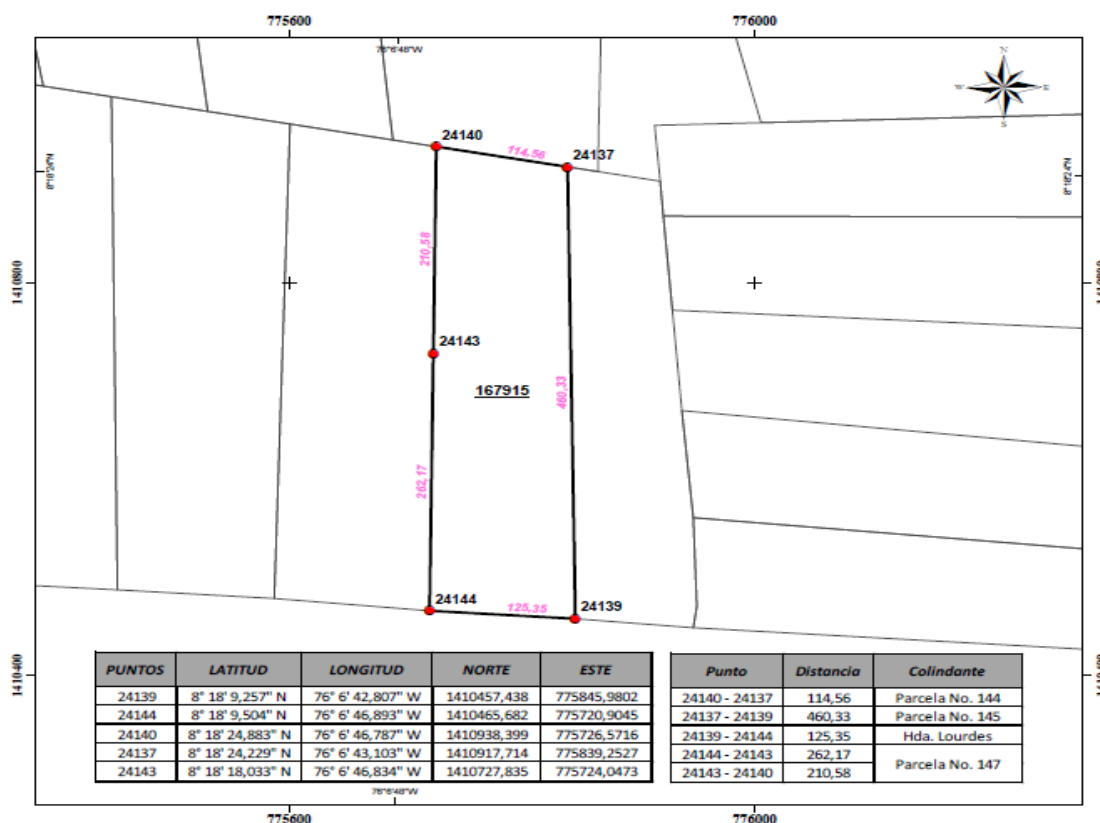 775600 776000
76°6'48"W
N
W E
S
24140
114,56
24137
8°18'24"N 8°18'24"N
210,58
1410800 1410800
24143
167915
460,33
262,17
24144
125,35
24139
PUNTOS LATITUD LONGITUD NORTE ESTE
24139 8° 18' 9,257" N 76° 6' 42,807" W 1410457,438 775845,9802
24144 8° 18' 9,504" N 76° 6' 46,893" W 1410465,682 775720,9045
24140 8° 18' 24,883" N 76° 6' 46,787" W 1410938,399 775726,5716
24137 8° 18' 24,229" N 76° 6' 43,103" W 1410917,714 775839,2527
24143 8° 18' 18,033" N 76° 6' 46,834" W 1410727,835 775724,0473
Punto Distancia Colindante
24140 - 24137 114,56 Parcela No. 144
24137 - 24139 460,33 Parcela No. 145
24139 - 24144 125,35 Hda. Lourdes
24144 - 24143 262,17 Parcela No. 147
24143 - 24140 210,58
1410400 1410400
76°6'48"W
775600 776000